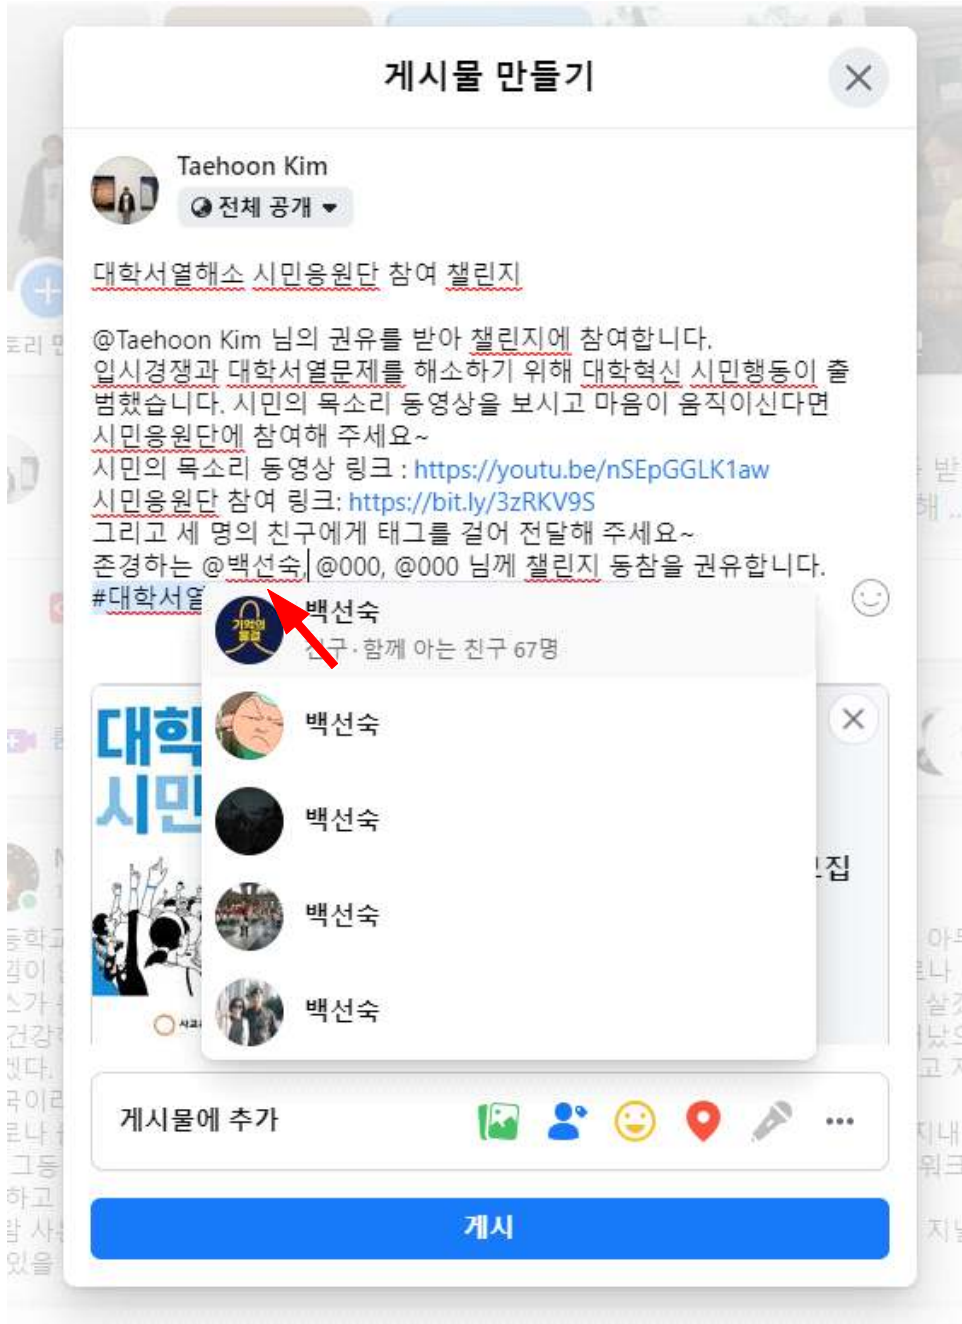 게시물 만들기
Taehoon Kim
전체 공개
대학서열해소 시민응원단 참여 챌린지
@Taehoon Kim 님의 권유를 받아 챌린지에 참여합니다.
입시경쟁과 대학서열문제를 해소하기 위해 대학혁신 시민행동이 출
범했습니다. 시민의 목소리 동영상을 보시고 마음이 움직이신다면
시민응원단에 참여해 주세요~
시민의 목소리 동영상 링크 : https://youtu.be/nSEpGGLK1aw
시민응원단 참여 링크: https://bit.ly/3zRKV9S
그리고 세 명의 친구에게 태그를 걸어 전달해 주세요~
존경하는 @백선숙, @000, @000 님께 챌린지 동참을 권유합니다.
#대학서열
기억의
물결
백선숙
친구 · 함께 아는 친구 67명
백선숙
백선숙
백선숙
백선숙
대학
시민
게시물에 추가
게시